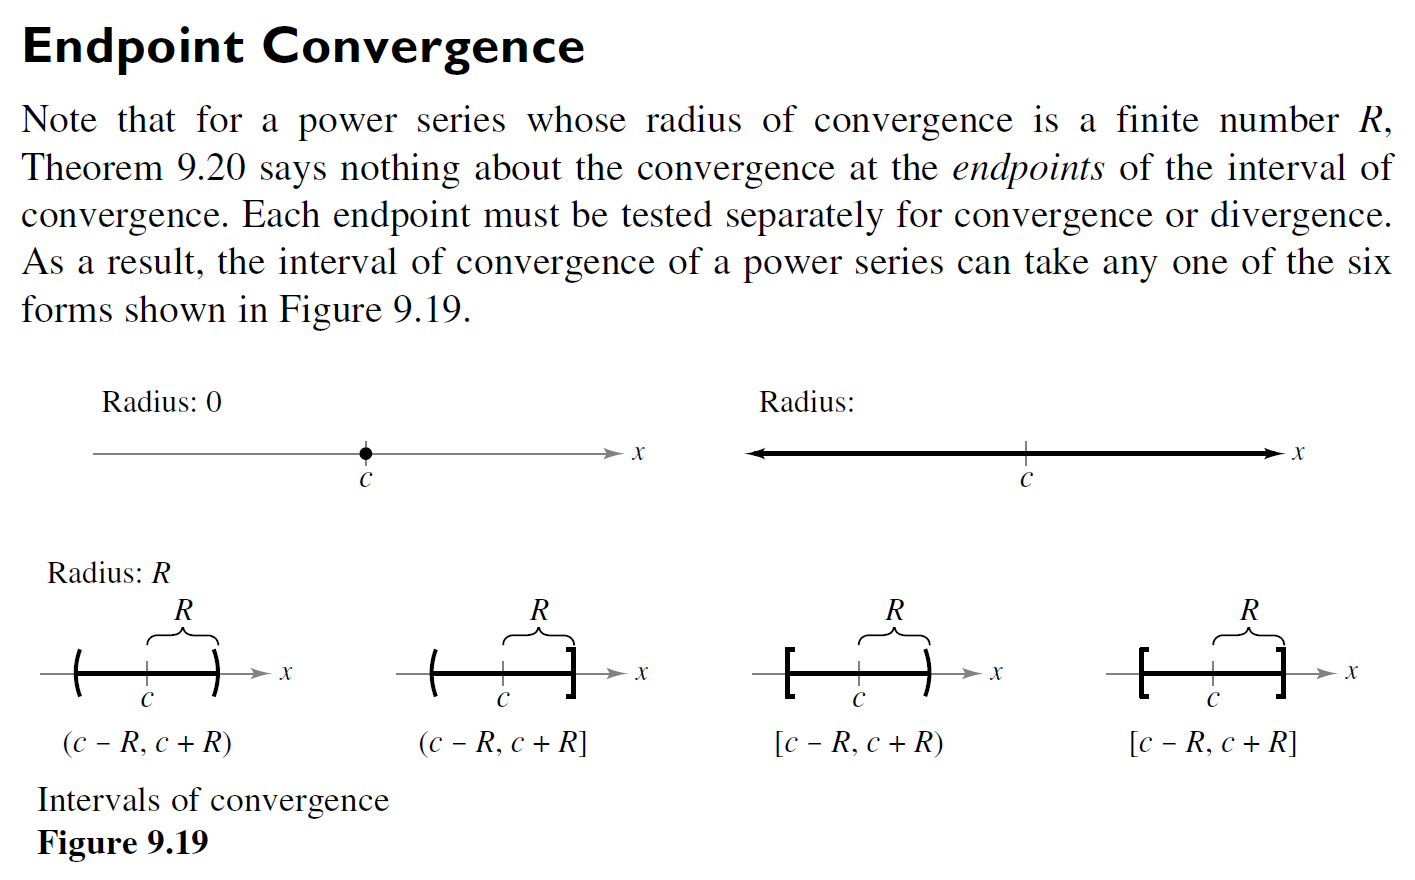 Endpoint Convergence
Note that for a power series whose radius of convergence is a finite number R,
Theorem 9.20 says nothing about the convergence at the endpoints of the interval of
convergence. Each endpoint must be tested separately for convergence or divergence.
As a result, the interval of convergence of a power series can take any one of the six
forms shown in Figure 9.19.
Radius: 0
x
c
Radius:
x
c
Radius: R
R
x
c
(c − R, c + R)
R
x
c
(c − R, c + R]
R
x
c
[c − R, c + R)
R
x
c
[c − R, c + R]
Intervals of convergence
Figure 9.19